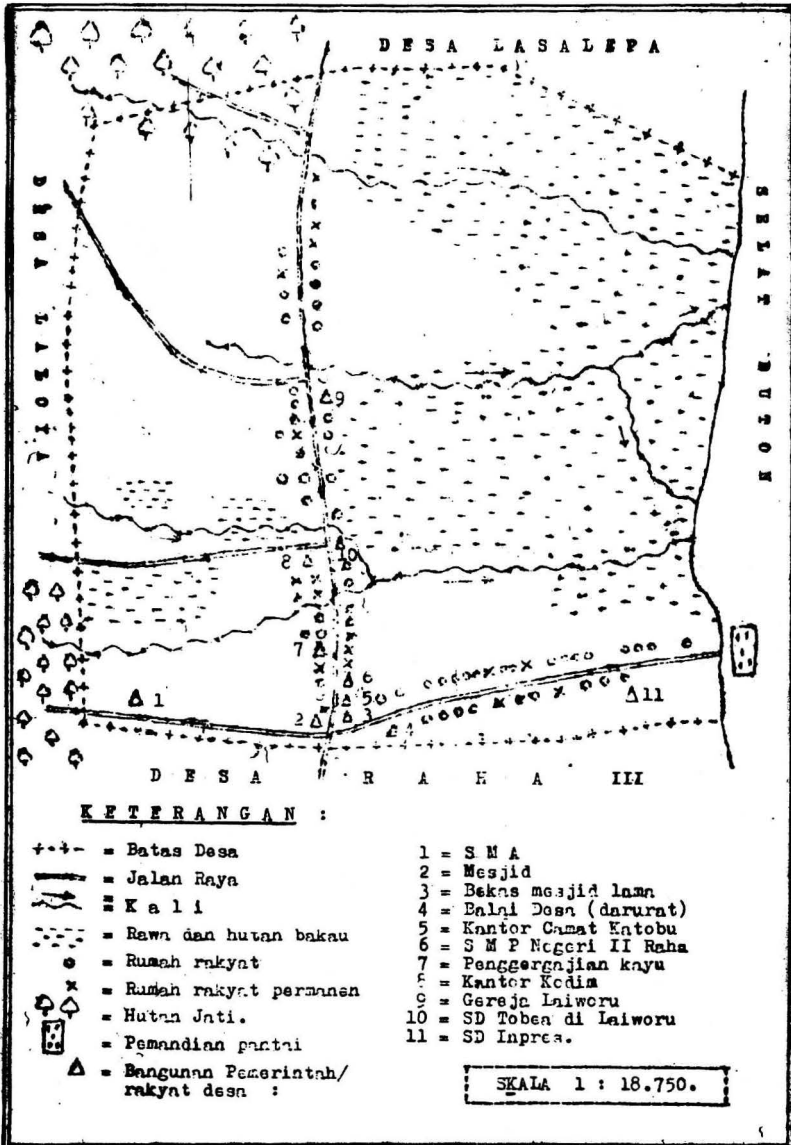 DESA LASALEPA
SELAT BUTON
DESA
9
10
8
7
6
5
3
2
1
4
11
DESA RAHA III
KETERANGAN :
= Batas Desa
= Jalan Raya
= Kali
= Rawa dan hutan bakau
= Rumah rakyat
= Rumah rakyat permanen
= Hutan Jati.
= Pemandian pantai
= Bangunan Pemerintah/
rakyat desa :
1 = S M A
2 = Mesjid
3 = Bekas mesjid lama
4 = Balai Desa (darurat)
5 = Kantor Camat Katobu
6 = S M P Negeri II Raha
7 = Penggergajian kayu
8 = Kantor Kodim
9 = Gereja Laiworu
10 = SD Tobea di Laiworu
11 = SD Inpres.
SKALA 1 : 18.750.